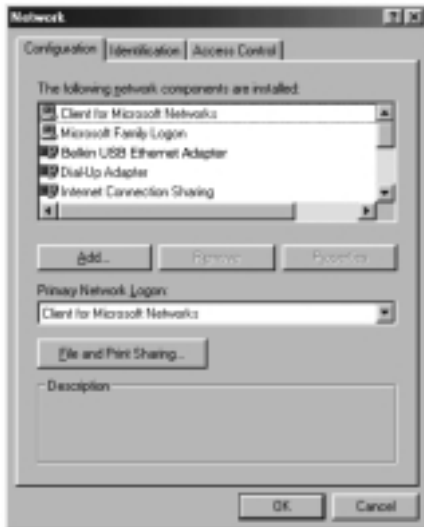 Network
Configuration Identification Access Control
The following network components are installed:
Client for Microsoft Networks
Microsoft Family Logon
Belkin USB Ethernet Adapter
Dial-Up Adapter
Internet Connection Sharing
Add... Remove Properties
Primary Network Logon:
Client for Microsoft Networks
File and Print Sharing...
Description
OK Cancel